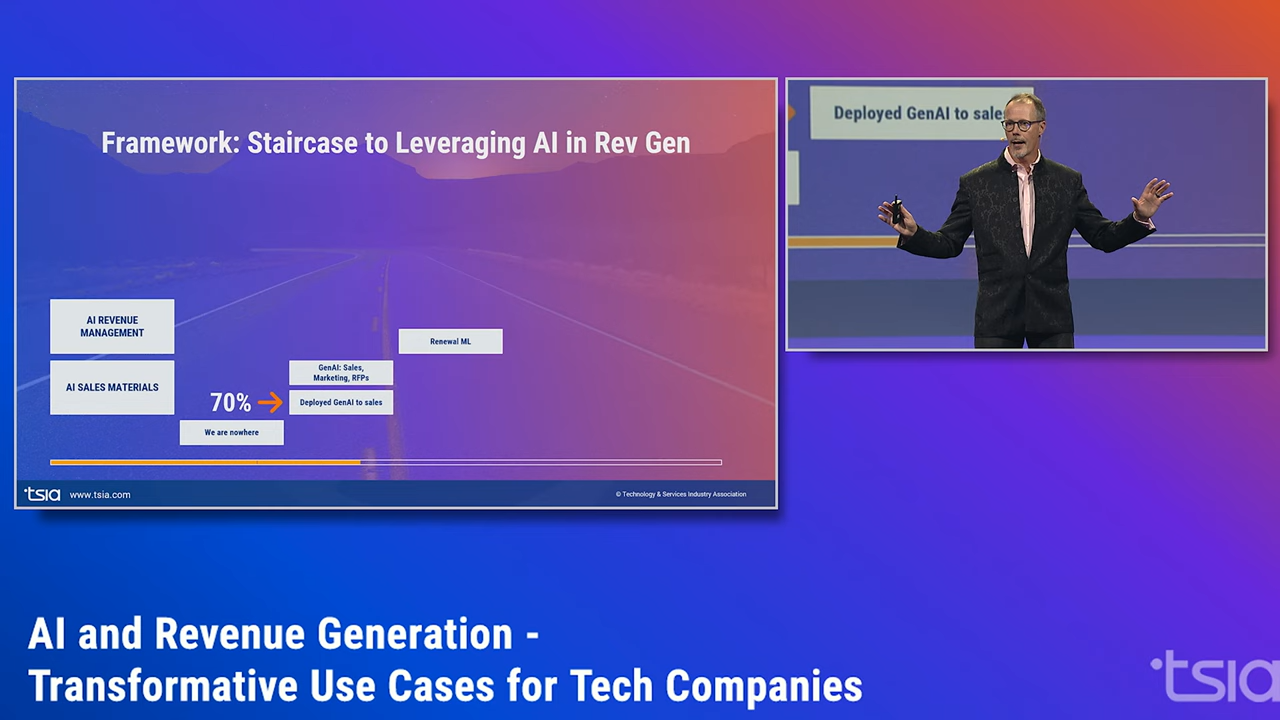 Framework: Staircase to Leveraging AI in Rev Gen
AI REVENUE
MANAGEMENT
AI SALES MATERIALS
Renewal ML
GenAI: Sales,
Marketing, RFPs
70%
Deployed GenAI to sales
We are nowhere
tsia
www.tsia.com
© Technology & Services Industry Association
Deployed GenAI to sales
AI and Revenue Generation -
Transformative Use Cases for Tech Companies
tsia